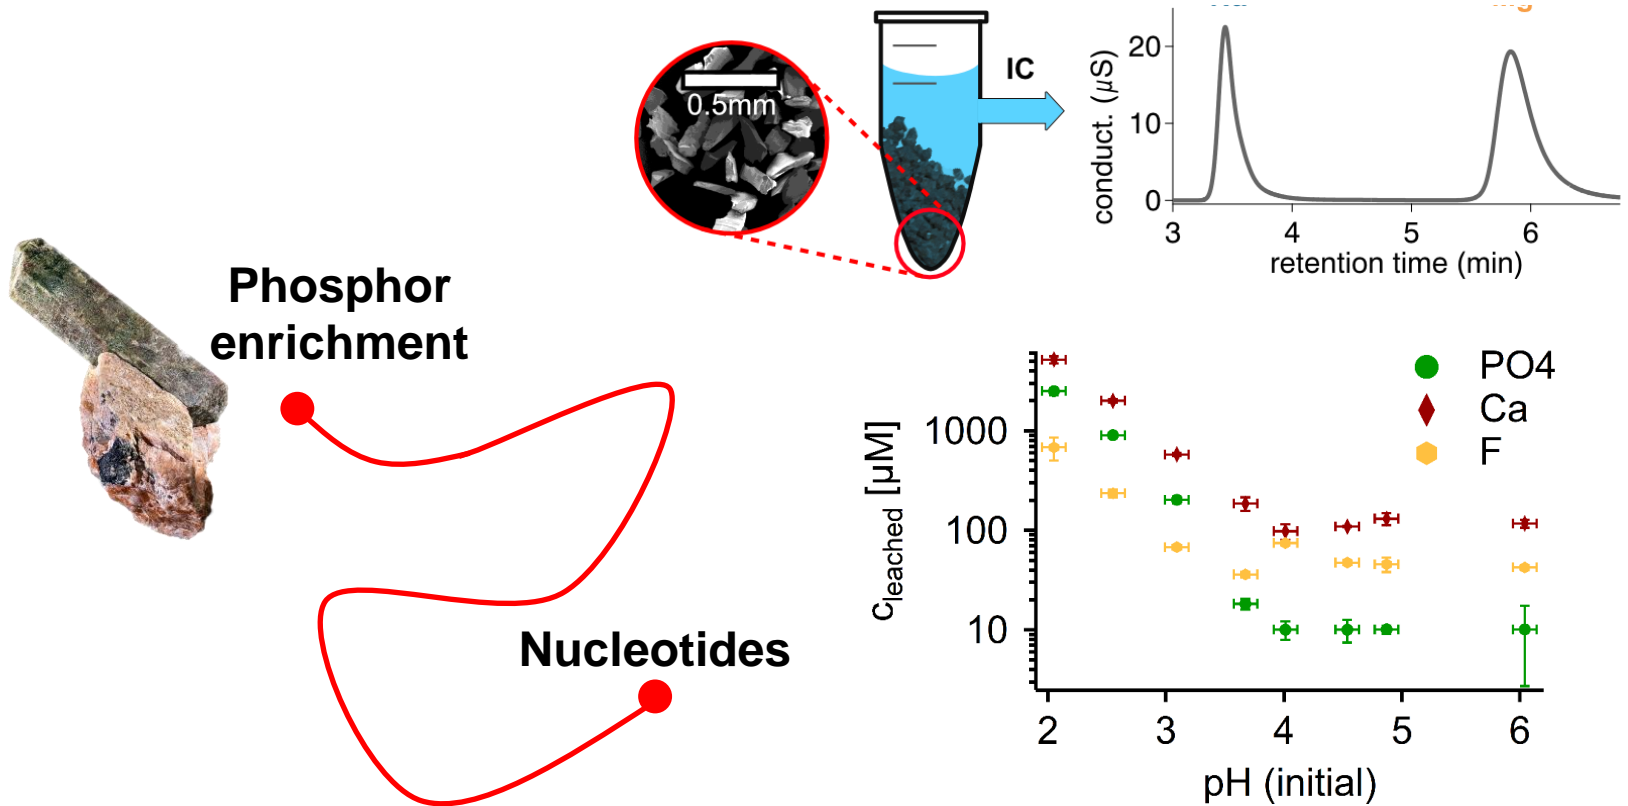 0.5mm
IC
conduct. (µS)
20
10
0
3 4 5 6
retention time (min)
Phosphor
enrichment
Nucleotides
PO4
Ca
F
cleached [µM]
1000
100
10
2 3 4 5 6
pH (initial)